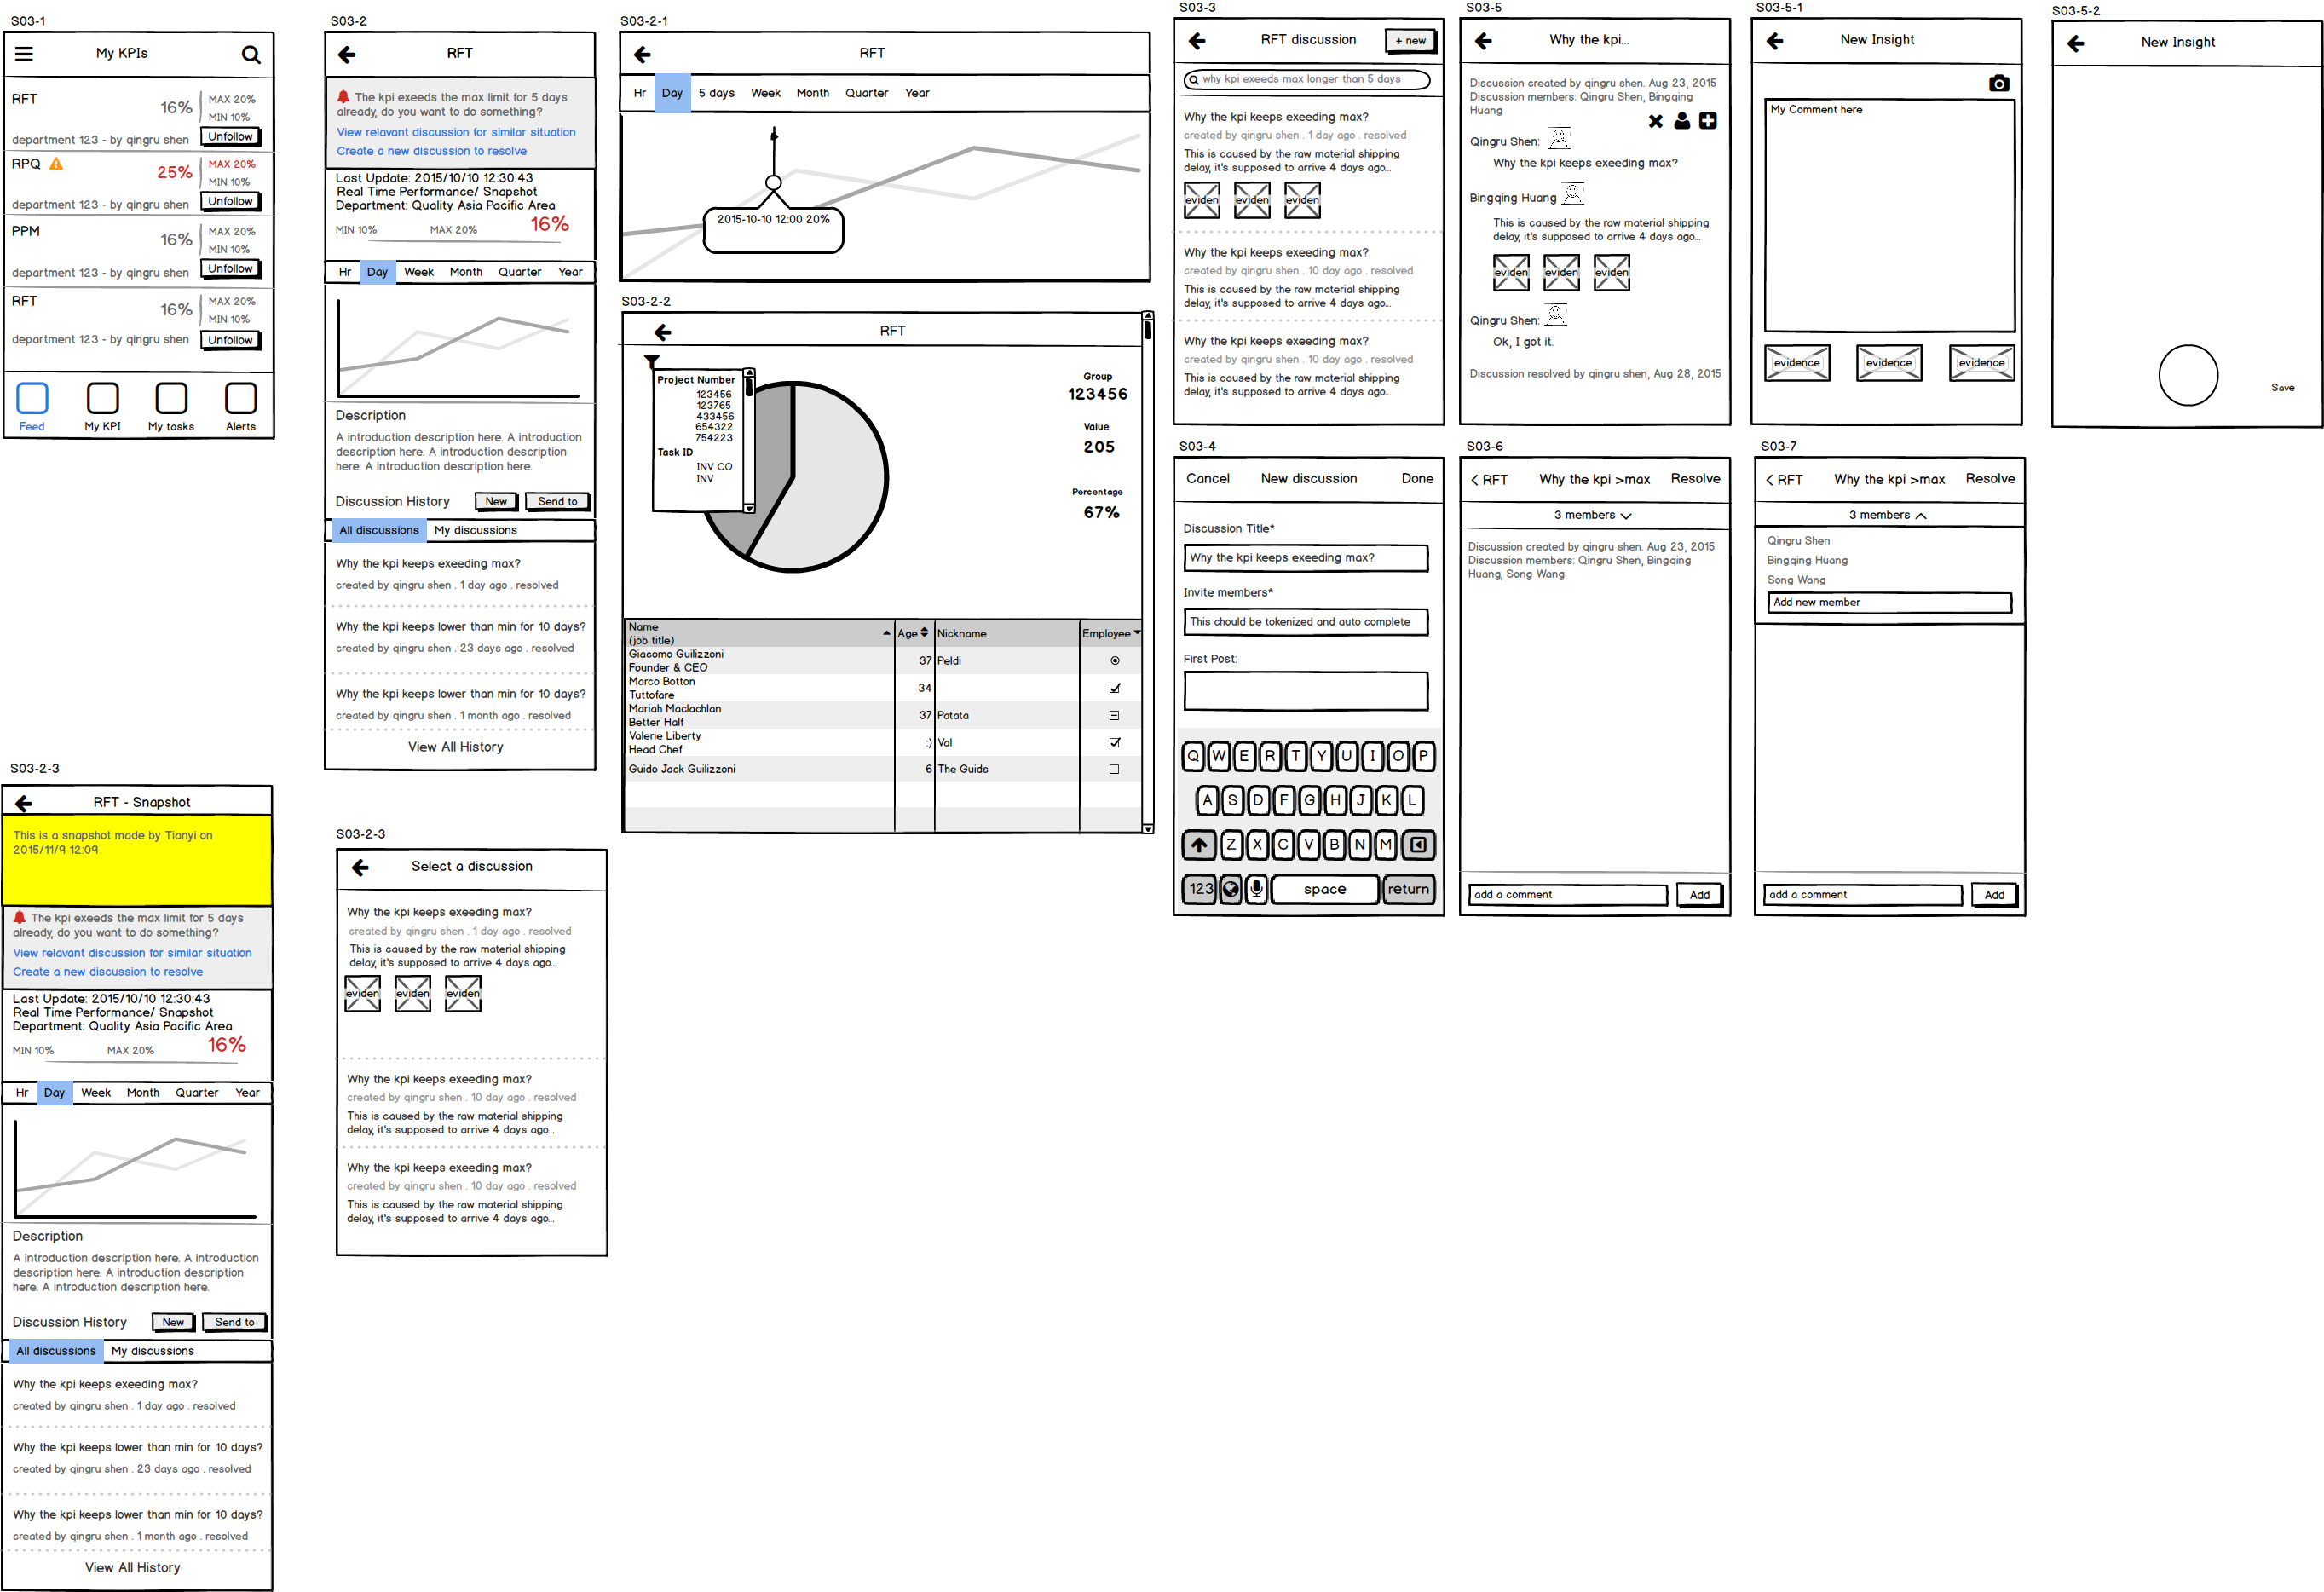 S03-1
My KPIs
RFT
16%
MAX 20%
MIN 10%
department 123 - by qingru shen
Unfollow
RPQ
25%
MAX 20%
MIN 10%
department 123 - by qingru shen
Unfollow
PPM
16%
MAX 20%
MIN 10%
department 123 - by qingru shen
Unfollow
RFT
16%
MAX 20%
MIN 10%
department 123 - by qingru shen
Unfollow
Feed
My KPI
My tasks
Alerts
S03-2
RFT
The kpi exeeds the max limit for 5 days
already, do you want to do something?
View relavant discussion for similar situation
Create a new discussion to resolve
Last Update: 2015/10/10 12:30:43
Real Time Performance/ Snapshot
Department: Quality Asia Pacific Area
16%
MIN 10%
MAX 20%
Hr Day Week Month Quarter Year
Description
A introduction description here. A introduction
description here. A introduction description
here. A introduction description here.
Discussion History
New
Send to
All discussions
My discussions
Why the kpi keeps exeeding max?
created by qingru shen . 1 day ago . resolved
Why the kpi keeps lower than min for 10 days?
created by qingru shen . 23 days ago . resolved
Why the kpi keeps lower than min for 10 days?
created by qingru shen . 1 month ago . resolved
View All History
S03-2-1
RFT
Hr Day 5 days Week Month Quarter Year
2015-10-10 12:00 20%
S03-2-2
RFT
Project Number
123456
123765
433456
654322
754223
Task ID
INV CO
INV
Group
123456
Value
205
Percentage
67%
Name
(job title)
Age
Nickname
Employee
Giacomo Guilizzoni
Founder & CEO
37
Peldi
Marco Botton
Tuttofare
34
Mariah Maclachlan
Better Half
37
Patata
Valerie Liberty
Head Chef
:)
Val
Guido Jack Guilizzoni
6
The Guids
S03-3
RFT discussion
+ new
why kpi exeeds max longer than 5 days
Why the kpi keeps exeeding max?
created by qingru shen . 1 day ago . resolved
This is caused by the raw material shipping
delay, it's supposed to arrive 4 days ago...
eviden
eviden
eviden
Why the kpi keeps exeeding max?
created by qingru shen . 10 day ago . resolved
This is caused by the raw material shipping
delay, it's supposed to arrive 4 days ago...
Why the kpi keeps exeeding max?
created by qingru shen . 10 day ago . resolved
This is caused by the raw material shipping
delay, it's supposed to arrive 4 days ago...
S03-5
Why the kpi...
Discussion created by qingru shen. Aug 23, 2015
Discussion members: Qingru Shen, Bingqing
Huang
Qingru Shen:
Why the kpi keeps exeeding max?
Bingqing Huang
This is caused by the raw material shipping
delay, it's supposed to arrive 4 days ago...
eviden
eviden
eviden
Qingru Shen:
Ok, I got it.
Discussion resolved by qingru shen, Aug 28, 2015
S03-5-1
New Insight
My Comment here
evidence
evidence
evidence
S03-5-2
New Insight
Save
S03-4
Cancel
New discussion
Done
Discussion Title*
Why the kpi keeps exeeding max?
Invite members*
This chould be tokenized and auto complete
First Post:
Q W E R T Y U I O P
A S D F G H J K L
Z X C V B N M
123
space
return
S03-6
RFT
Why the kpi >max
Resolve
3 members
Discussion created by qingru shen. Aug 23, 2015
Discussion members: Qingru Shen, Bingqing
Huang, Song Wang
add a comment
Add
S03-7
RFT
Why the kpi >max
Resolve
3 members
Qingru Shen
Bingqing Huang
Song Wang
Add new member
add a comment
Add
S03-2-3
RFT - Snapshot
This is a snapshot made by Tianyi on
2015/11/9 12:09
The kpi exeeds the max limit for 5 days
already, do you want to do something?
View relavant discussion for similar situation
Create a new discussion to resolve
Last Update: 2015/10/10 12:30:43
Real Time Performance/ Snapshot
Department: Quality Asia Pacific Area
16%
MIN 10%
MAX 20%
Hr Day Week Month Quarter Year
Description
A introduction description here. A introduction
description here. A introduction description
here. A introduction description here.
Discussion History
New
Send to
All discussions
My discussions
Why the kpi keeps exeeding max?
created by qingru shen . 1 day ago . resolved
Why the kpi keeps lower than min for 10 days?
created by qingru shen . 23 days ago . resolved
Why the kpi keeps lower than min for 10 days?
created by qingru shen . 1 month ago . resolved
View All History
S03-2-3
Select a discussion
Why the kpi keeps exeeding max?
created by qingru shen . 1 day ago . resolved
This is caused by the raw material shipping
delay, it's supposed to arrive 4 days ago...
eviden
eviden
eviden
Why the kpi keeps exeeding max?
created by qingru shen . 10 day ago . resolved
This is caused by the raw material shipping
delay, it's supposed to arrive 4 days ago...
Why the kpi keeps exeeding max?
created by qingru shen . 10 day ago . resolved
This is caused by the raw material shipping
delay, it's supposed to arrive 4 days ago...